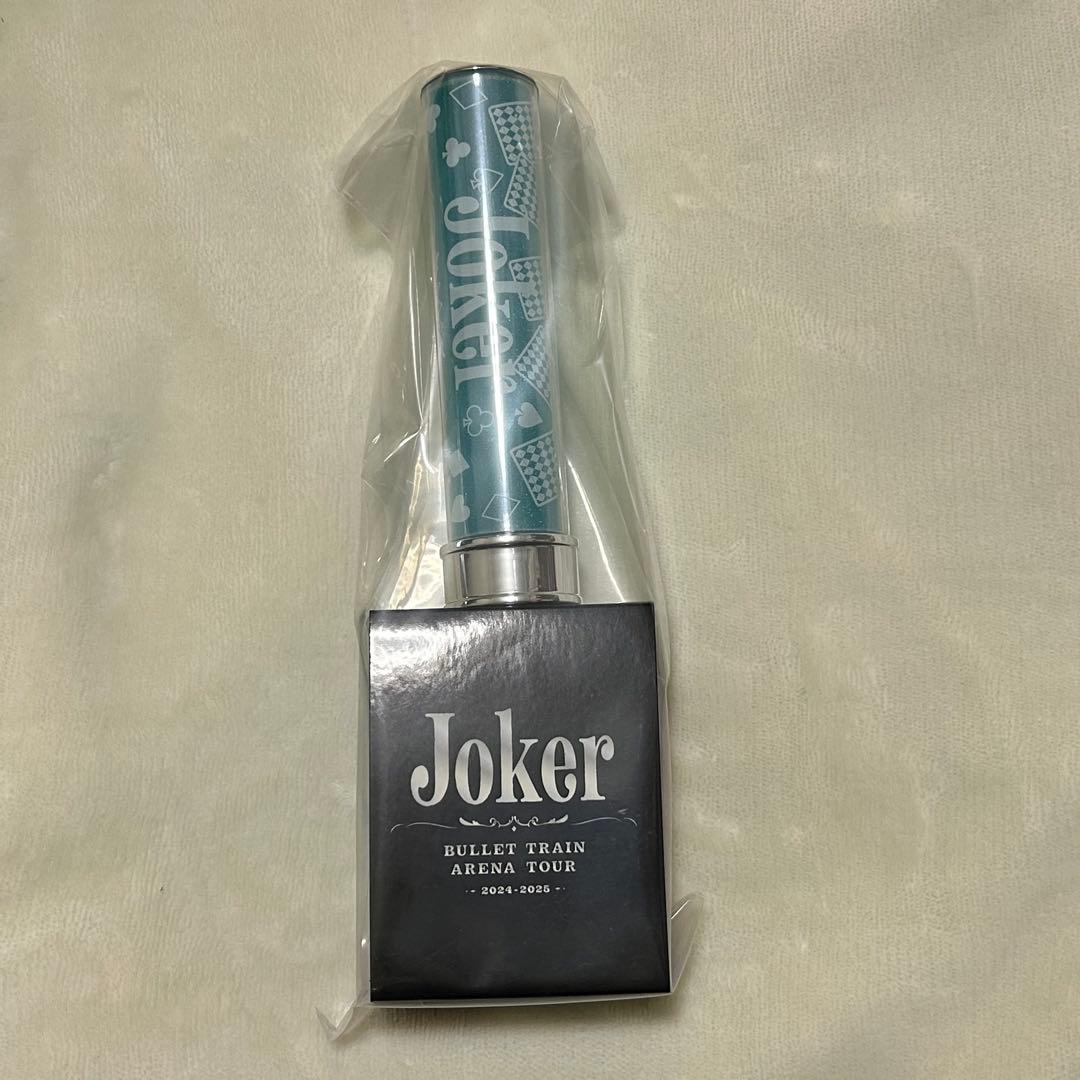 Joker
Joker
BULLET TRAIN
ARENA TOUR
- 2024-2025 -